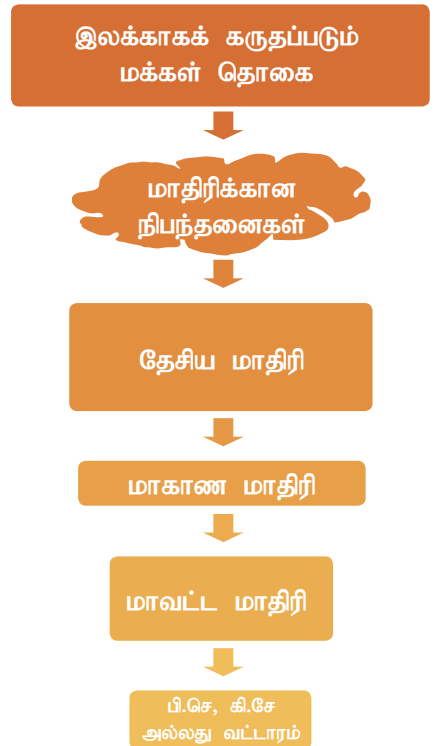 இலக்காகக் கருதப்படும்
மக்கள் தொகை
மாதிரிக்கான
நிபந்தனைகள்
தேசிய மாதிரி
மாகாண மாதிரி
மாவட்ட மாதிரி
பி.செ, கி.சே
அல்லது வட்டாரம்